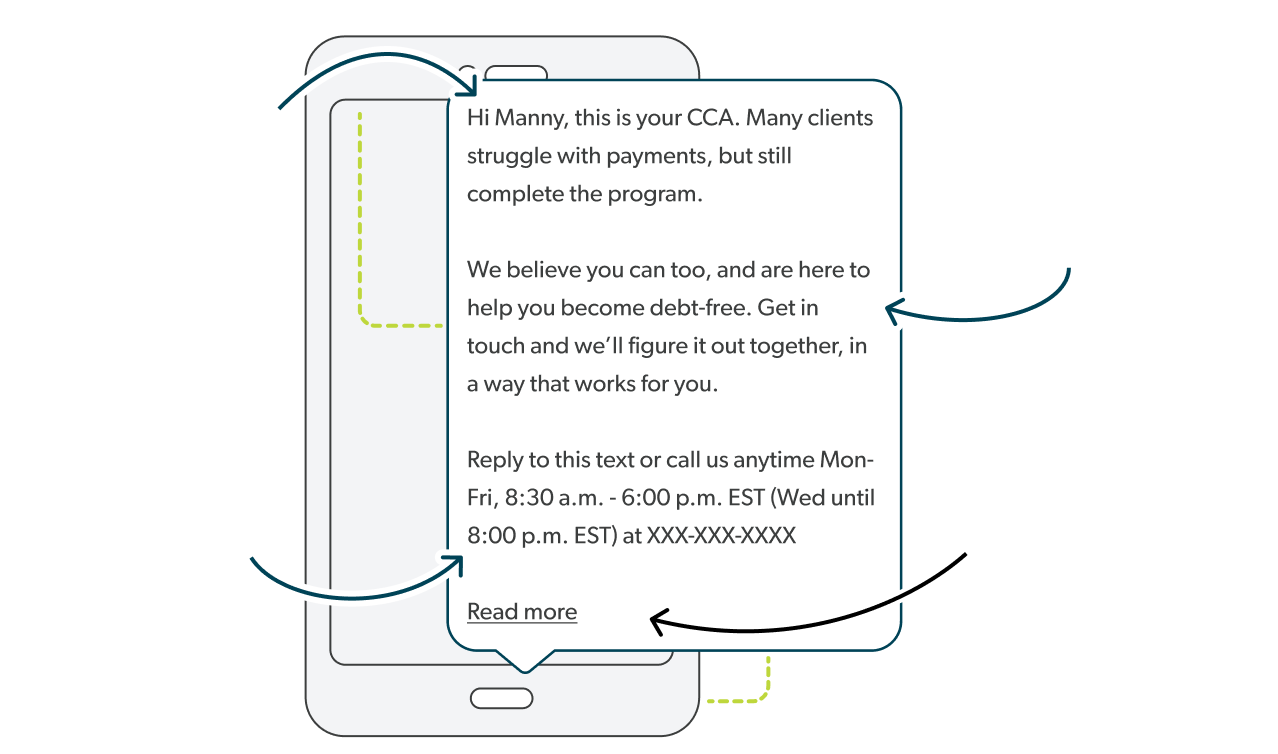 Hi Manny, this is your CCA. Many clients
struggle with payments, but still
complete the program.
We believe you can too, and are here to
help you become debt-free. Get in
touch and we’ll figure it out together, in
a way that works for you.
Reply to this text or call us anytime Mon-
Fri, 8:30 a.m. - 6:00 p.m. EST (Wed until
8:00 p.m. EST) at XXX-XXX-XXXX
Read more